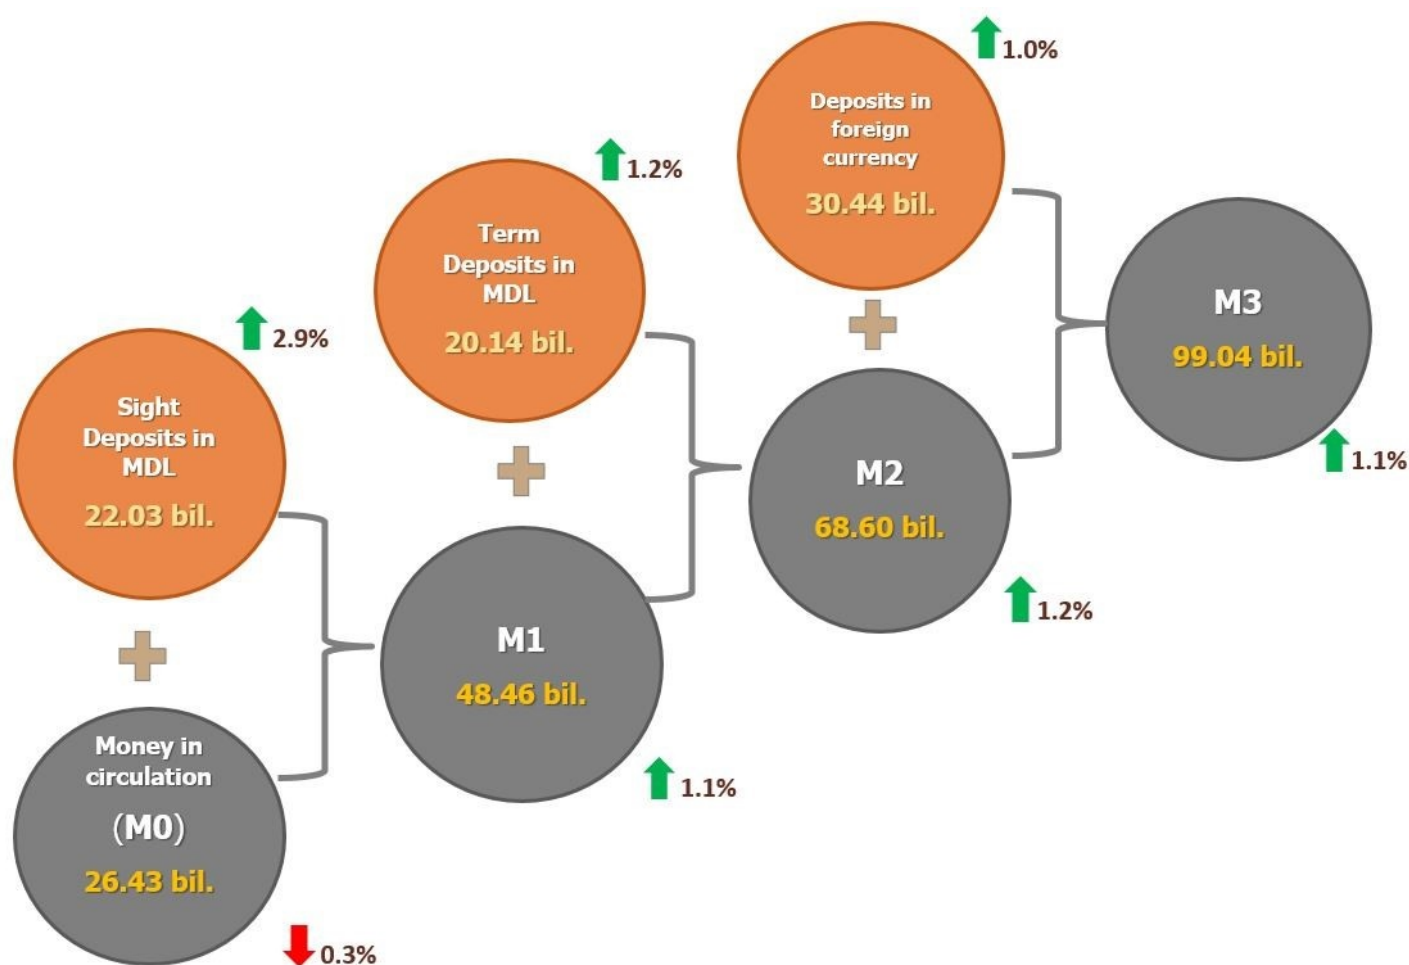 1.0%
Deposits in
foreign
currency
30.44 bil.
1.2%
Term
Deposits in
MDL
20.14 bil.
M3
99.04 bil.
1.1%
2.9%
Sight
Deposits in
MDL
22.03 bil.
M2
68.60 bil.
1.2%
M1
48.46 bil.
1.1%
Money in
circulation
(M0)
26.43 bil.
0.3%